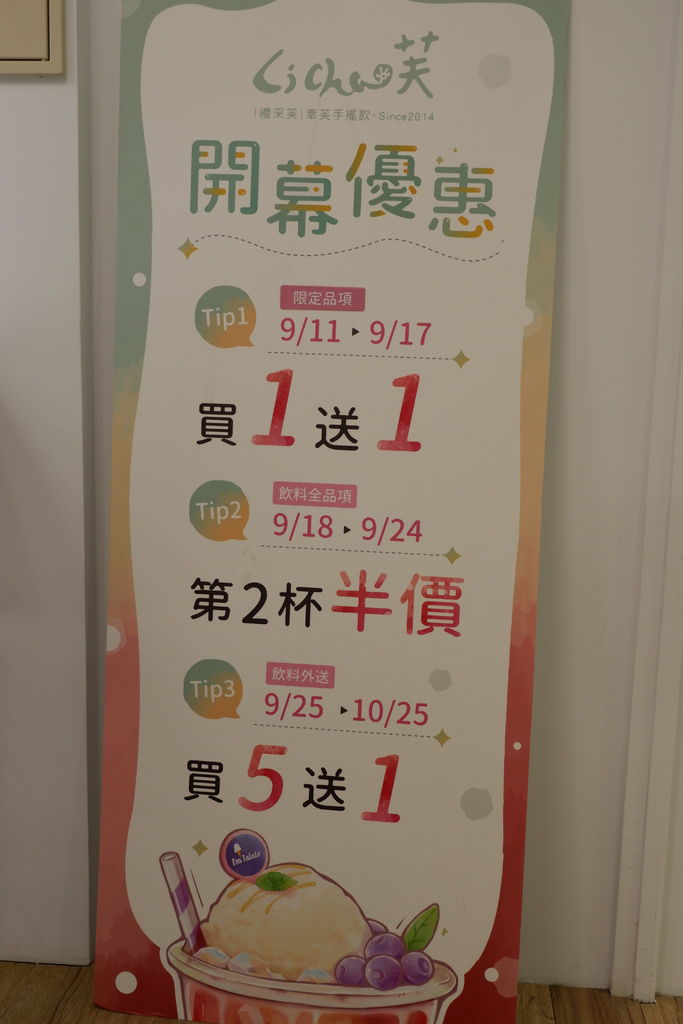 Li Cha 芙
|禮采芙|幸芙手搖飲·Since2014
開幕優惠
Tip1
限定品項
9/11 ▸ 9/17
買1送1
Tip2
飲料全品項
9/18 ▸ 9/24
第2杯半價
Tip3
飲料外送
9/25 ▸10/25
買5送1